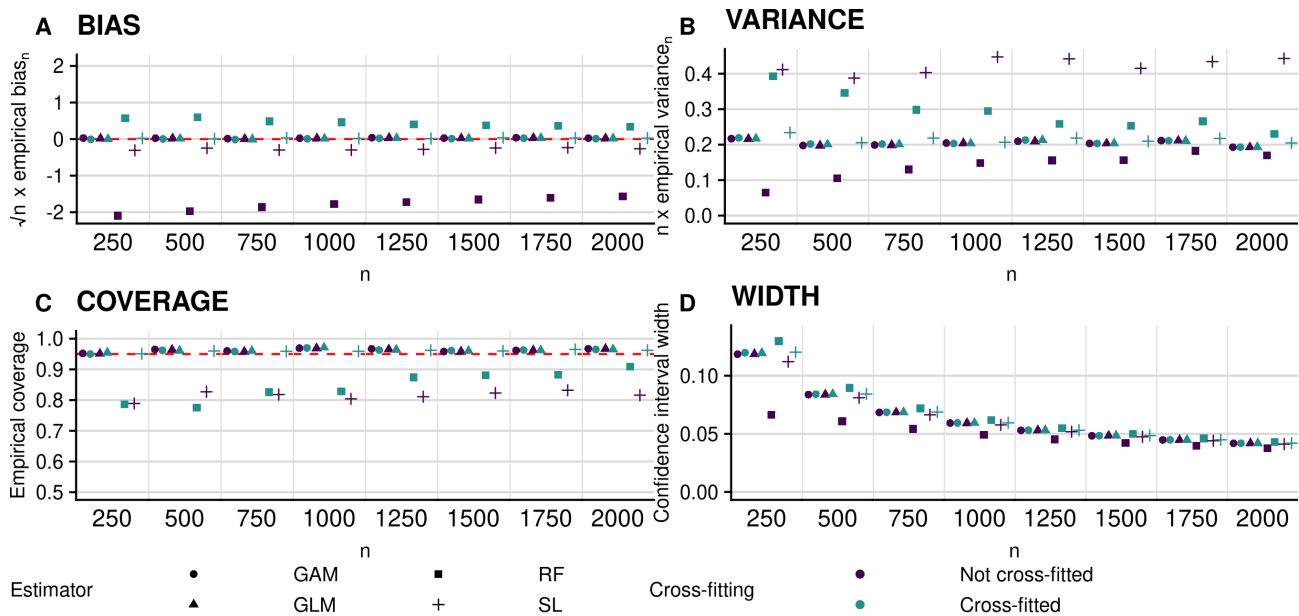 A BIAS
√n x empirical biasₙ
2
1
0
-1
-2
250 500 750 1000 1250 1500 1750 2000
n
B VARIANCE
n x empirical varianceₙ
0.4
0.3
0.2
0.1
0.0
250 500 750 1000 1250 1500 1750 2000
n
C COVERAGE
Empirical coverage
1.0
0.9
0.8
0.7
0.6
0.5
250 500 750 1000 1250 1500 1750 2000
n
D WIDTH
Confidence interval width
0.10
0.05
0.00
250 500 750 1000 1250 1500 1750 2000
n
Estimator
GAM
RF
GLM
SL
Cross-fitting
Not cross-fitted
Cross-fitted